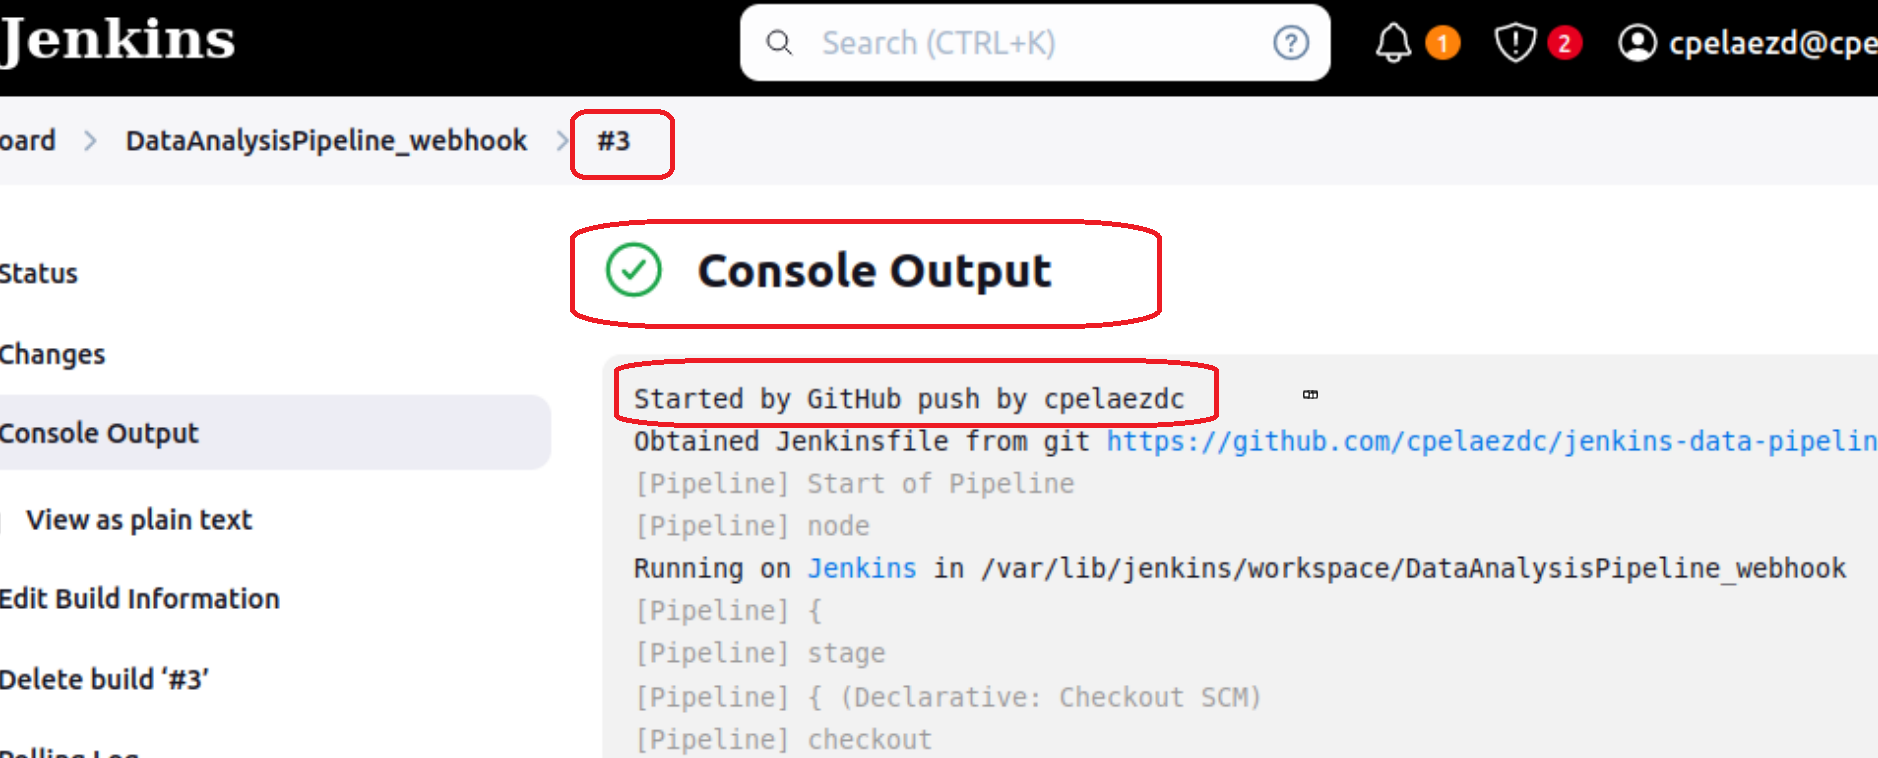 Jenkins
Search (CTRL+K)
?
1
2
cpelaezd@cpe
oard > DataAnalysisPipeline_webhook > #3
Status
Changes
Console Output
View as plain text
Edit Build Information
Delete build ‘#3’
Polling Log
Console Output
Started by GitHub push by cpelaezdc
Obtained Jenkinsfile from git https://github.com/cpelaezdc/jenkins-data-pipelin
[Pipeline] Start of Pipeline
[Pipeline] node
Running on Jenkins in /var/lib/jenkins/workspace/DataAnalysisPipeline_webhook
[Pipeline] {
[Pipeline] stage
[Pipeline] { (Declarative: Checkout SCM)
[Pipeline] checkout